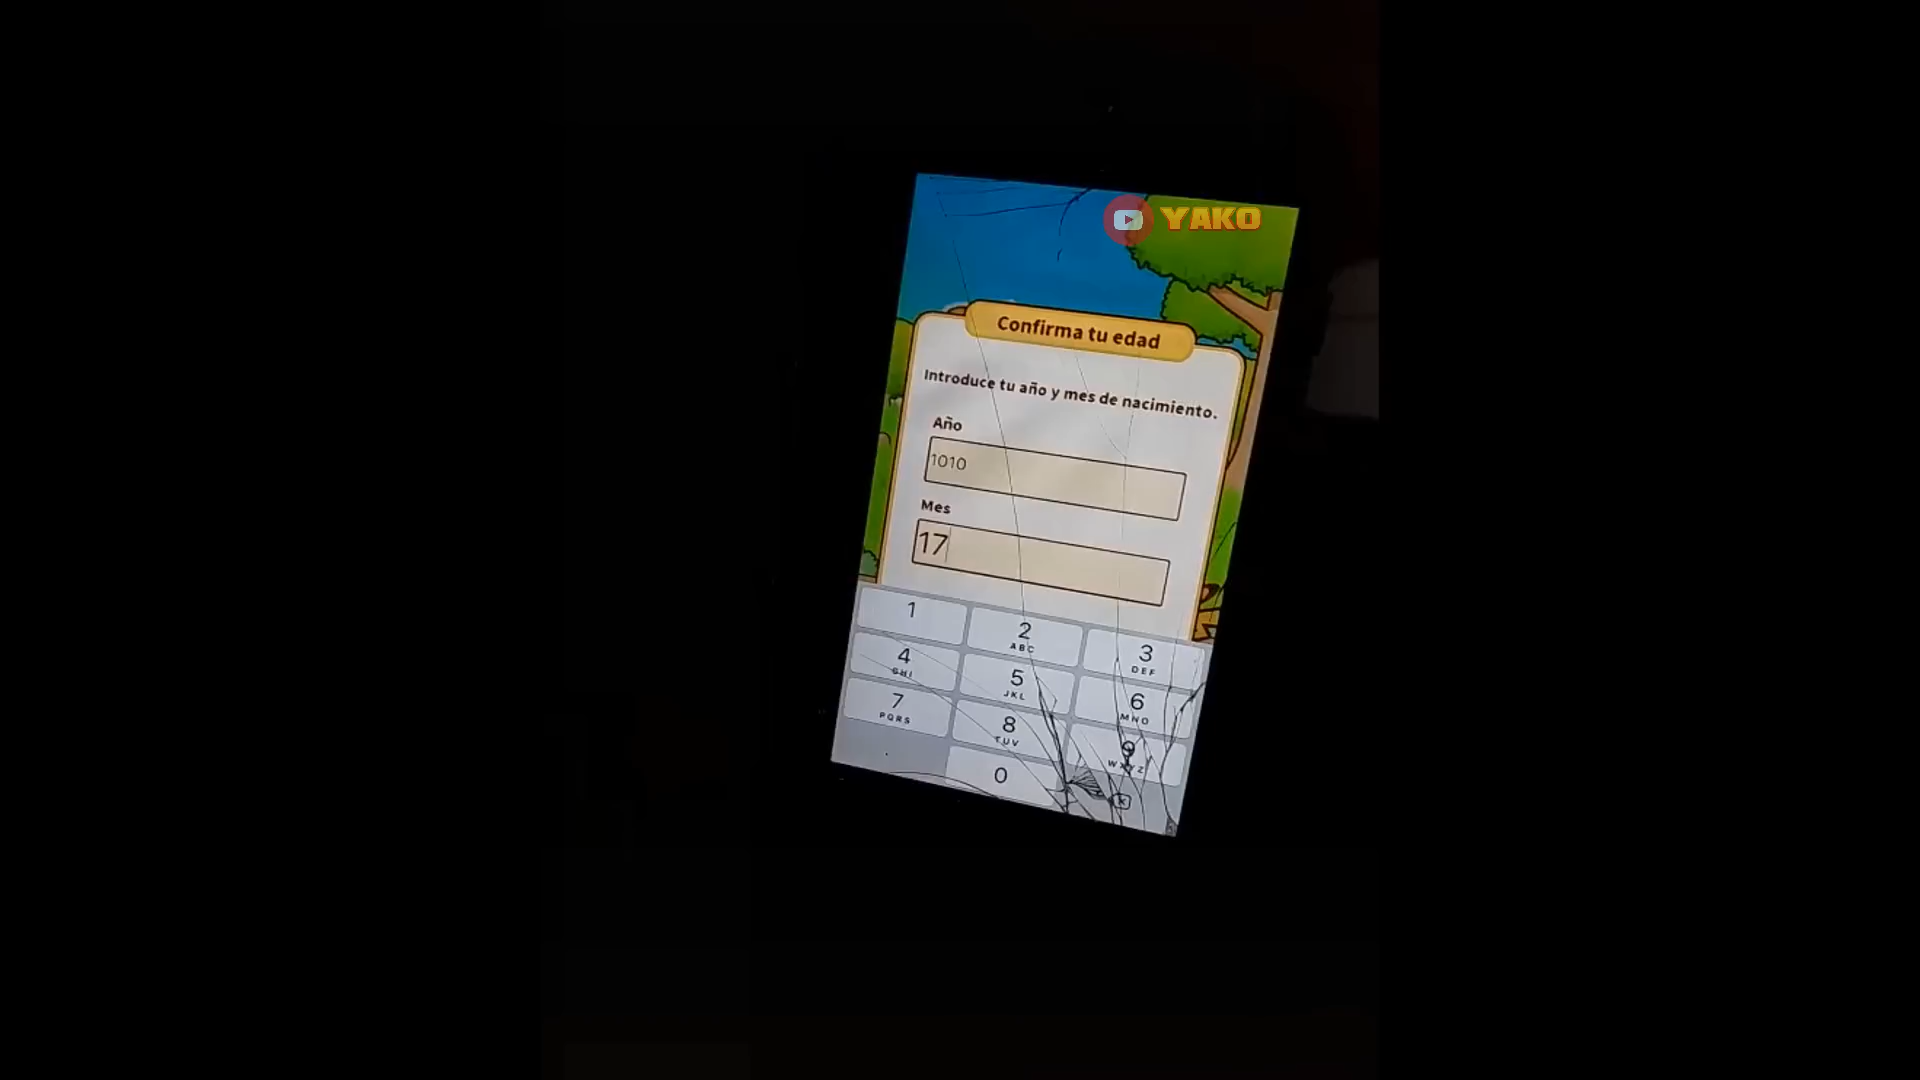 YAKO
Confirma tu edad
Introduce tu año y mes de nacimiento.
Año
1010
Mes
17
1
2
ABC
3
DEF
4
GHI
5
JKL
6
MNO
7
PQRS
8
TUV
9
WXYZ
0